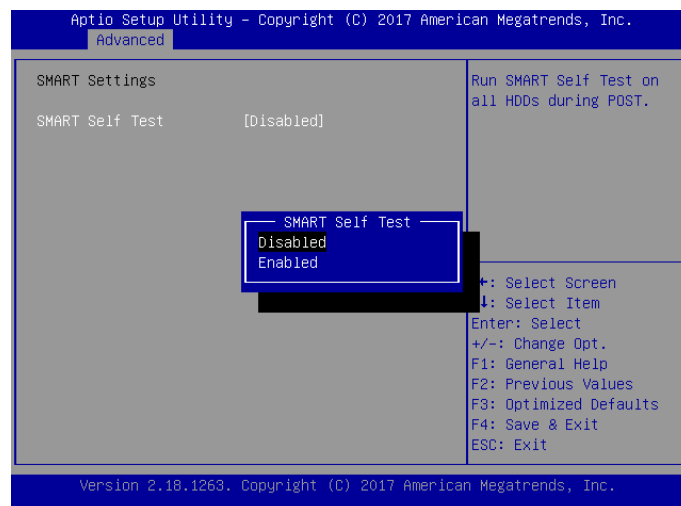 Aptio Setup Utility – Copyright (C) 2017 American Megatrends, Inc.
Advanced
SMART Settings
SMART Self Test [Disabled]
Run SMART Self Test on
all HDDs during POST.
SMART Self Test
Disabled
Enabled
←: Select Screen
↓: Select Item
Enter: Select
+/-: Change Opt.
F1: General Help
F2: Previous Values
F3: Optimized Defaults
F4: Save & Exit
ESC: Exit
Version 2.18.1263. Copyright (C) 2017 American Megatrends, Inc.